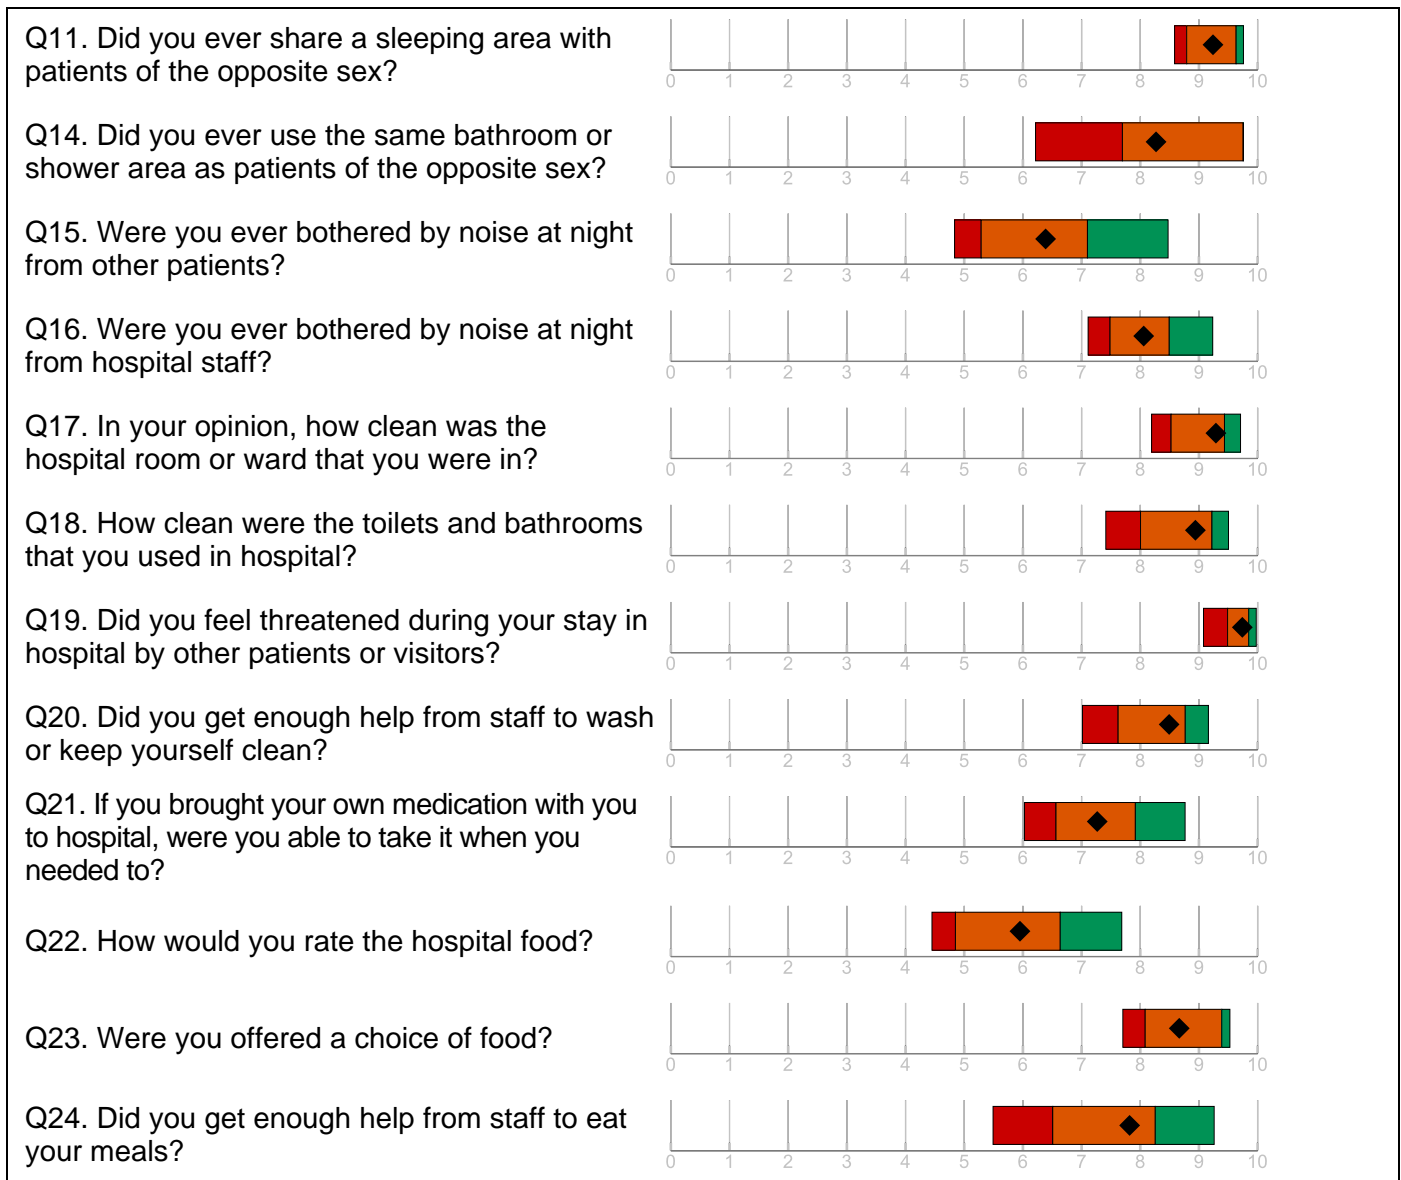 Q11. Did you ever share a sleeping area with
patients of the opposite sex?
0 1 2 3 4 5 6 7 8 9 10
Q14. Did you ever use the same bathroom or
shower area as patients of the opposite sex?
0 1 2 3 4 5 6 7 8 9 10
Q15. Were you ever bothered by noise at night
from other patients?
0 1 2 3 4 5 6 7 8 9 10
Q16. Were you ever bothered by noise at night
from hospital staff?
0 1 2 3 4 5 6 7 8 9 10
Q17. In your opinion, how clean was the
hospital room or ward that you were in?
0 1 2 3 4 5 6 7 8 9 10
Q18. How clean were the toilets and bathrooms
that you used in hospital?
0 1 2 3 4 5 6 7 8 9 10
Q19. Did you feel threatened during your stay in
hospital by other patients or visitors?
0 1 2 3 4 5 6 7 8 9 10
Q20. Did you get enough help from staff to wash
or keep yourself clean?
0 1 2 3 4 5 6 7 8 9 10
Q21. If you brought your own medication with you
to hospital, were you able to take it when you
needed to?
0 1 2 3 4 5 6 7 8 9 10
Q22. How would you rate the hospital food?
0 1 2 3 4 5 6 7 8 9 10
Q23. Were you offered a choice of food?
0 1 2 3 4 5 6 7 8 9 10
Q24. Did you get enough help from staff to eat
your meals?
0 1 2 3 4 5 6 7 8 9 10